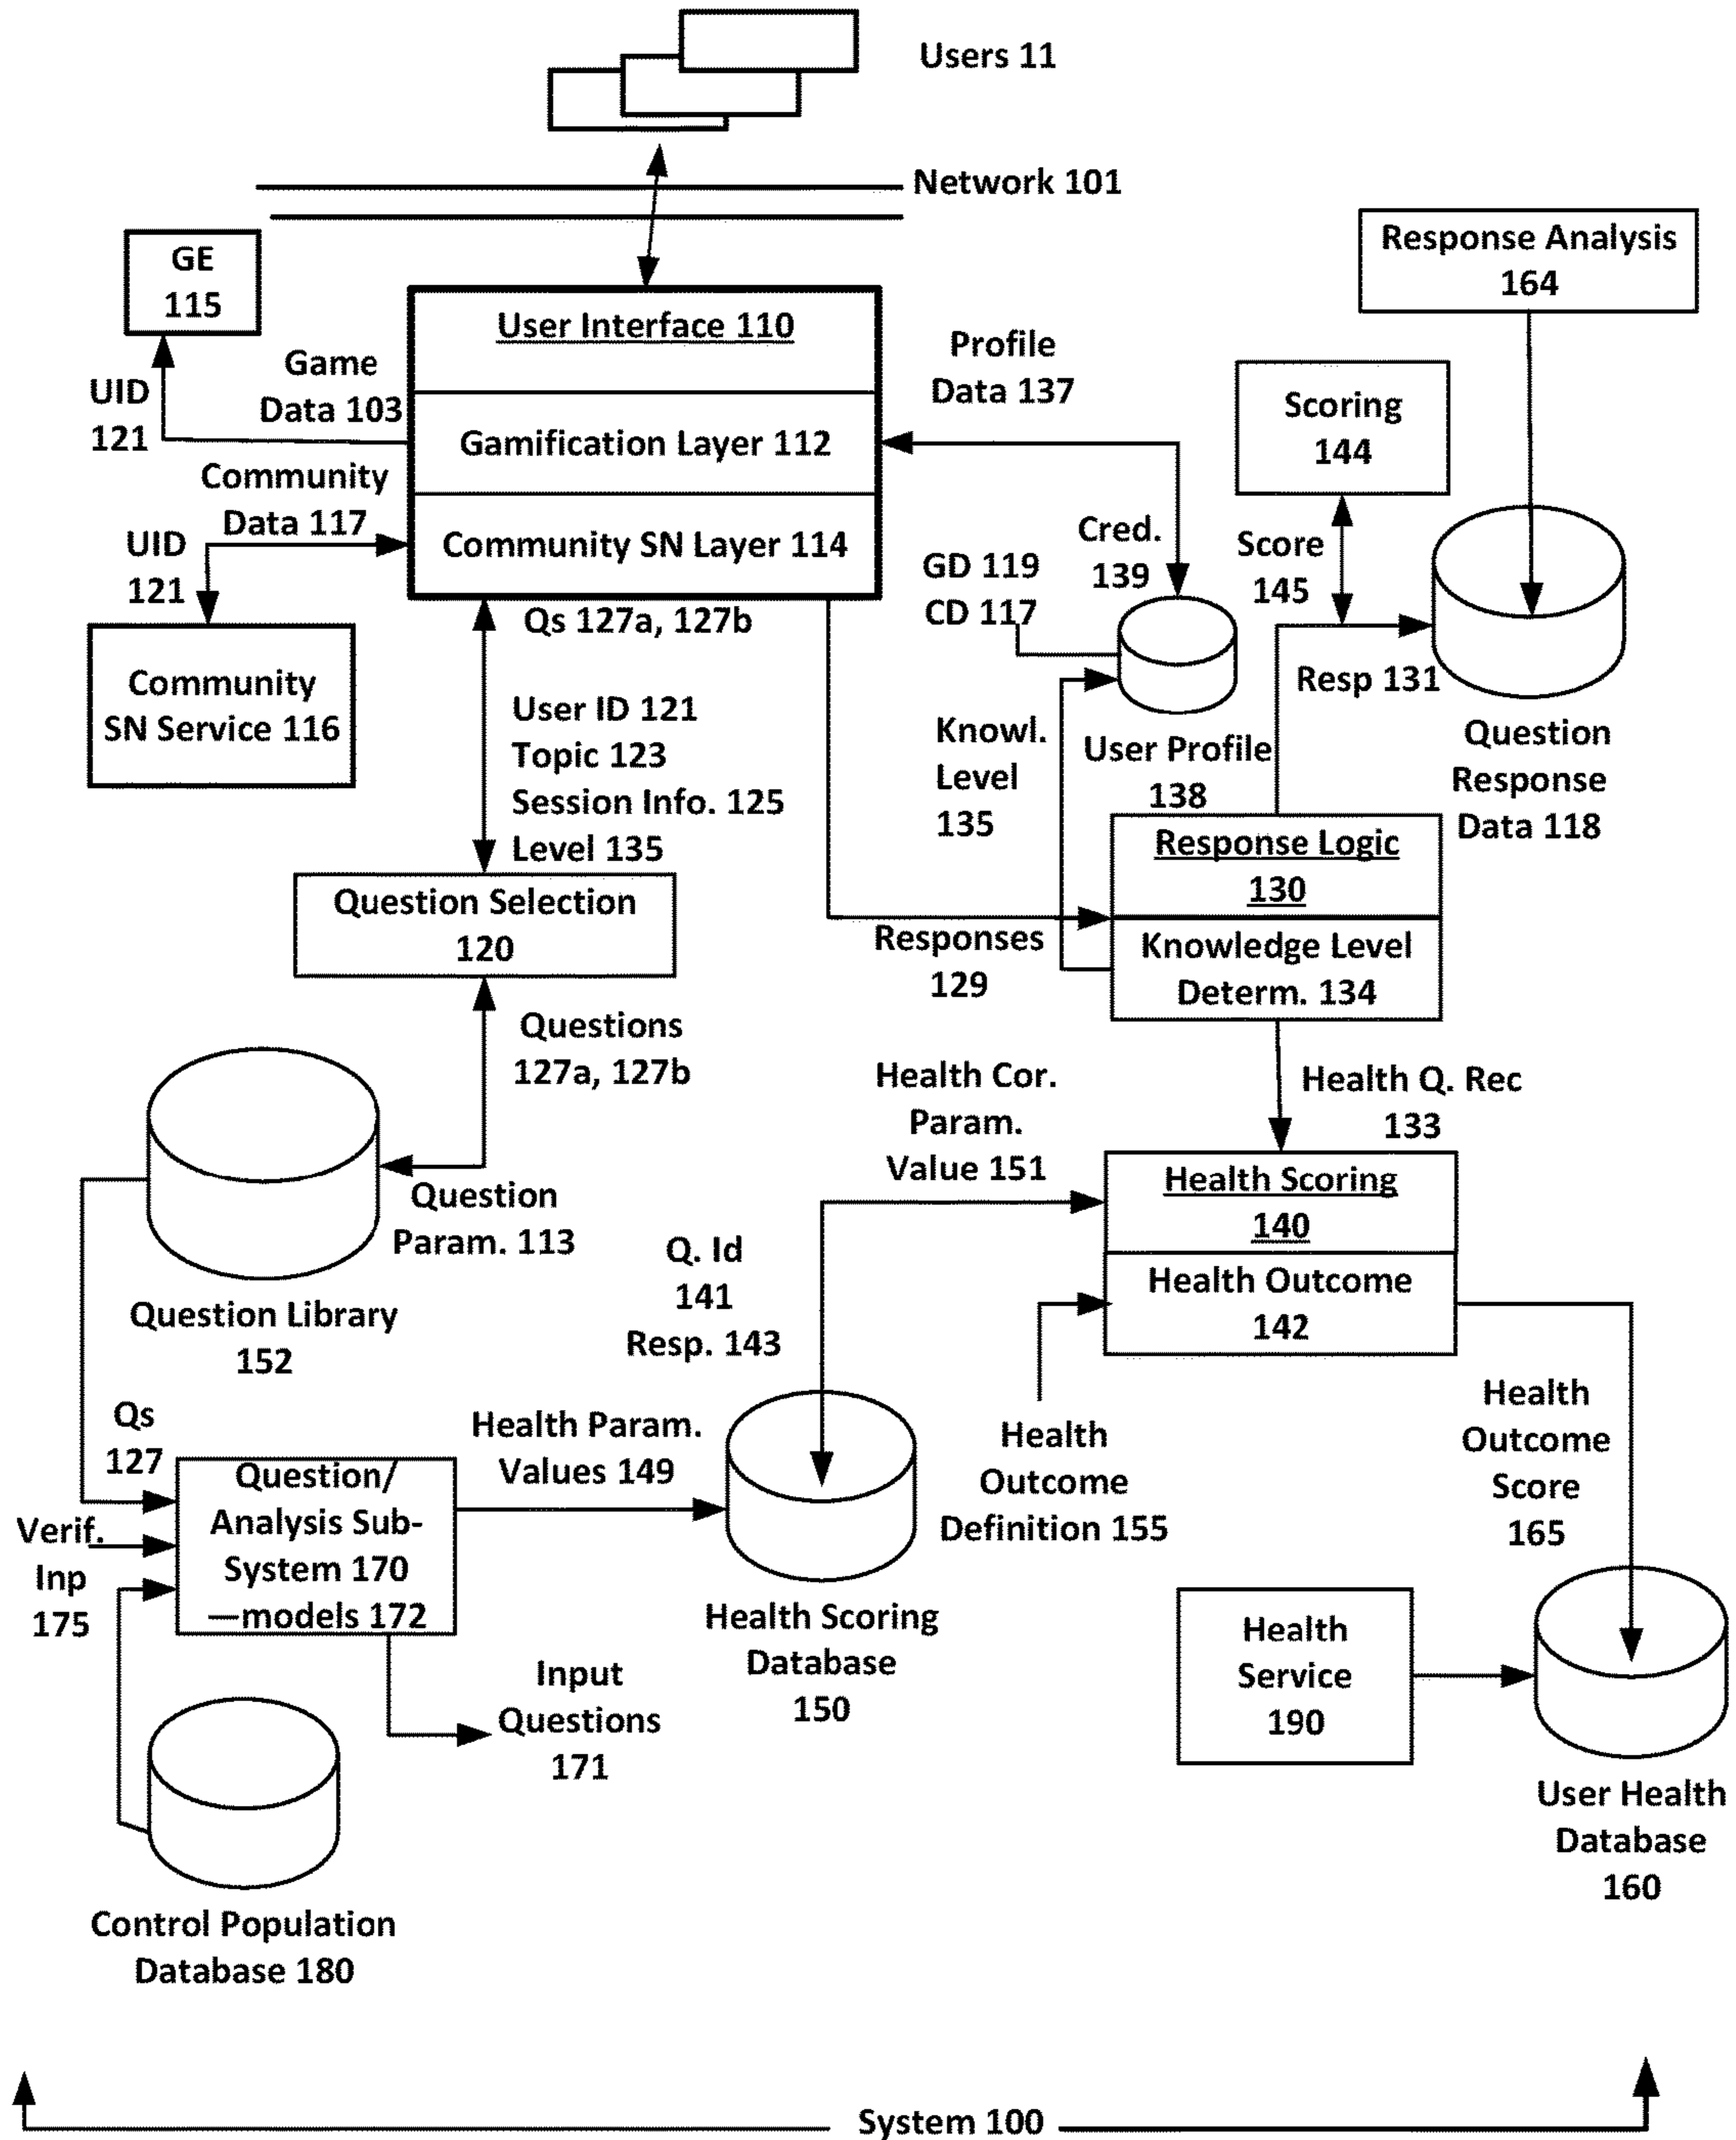 Users 11
Network 101
GE
115
Response Analysis
164
User Interface 110
Gamification Layer 112
Community SN Layer 114
Game
Data 103
UID
121
Community
Data 117
UID
121
Community
SN Service 116
Profile
Data 137
Scoring
144
Cred.
139
GD 119
CD 117
Score
145
Resp 131
Question
Response
Data 118
Qs 127a, 127b
User ID 121
Topic 123
Session Info. 125
Level 135
Knowl.
Level
135
User Profile
138
Response Logic
130
Knowledge Level
Determ. 134
Question Selection
120
Responses
129
Questions
127a, 127b
Question
Param. 113
Question Library
152
Health Cor.
Param.
Value 151
Health Q. Rec
133
Health Scoring
140
Health Outcome
142
Q. Id
141
Resp. 143
Qs
127
Verif.
Inp
175
Question/
Analysis Sub-
System 170
—models 172
Health Param.
Values 149
Health Scoring
Database
150
Health
Outcome
Definition 155
Health
Outcome
Score
165
Input
Questions
171
Health
Service
190
User Health
Database
160
Control Population
Database 180
System 100